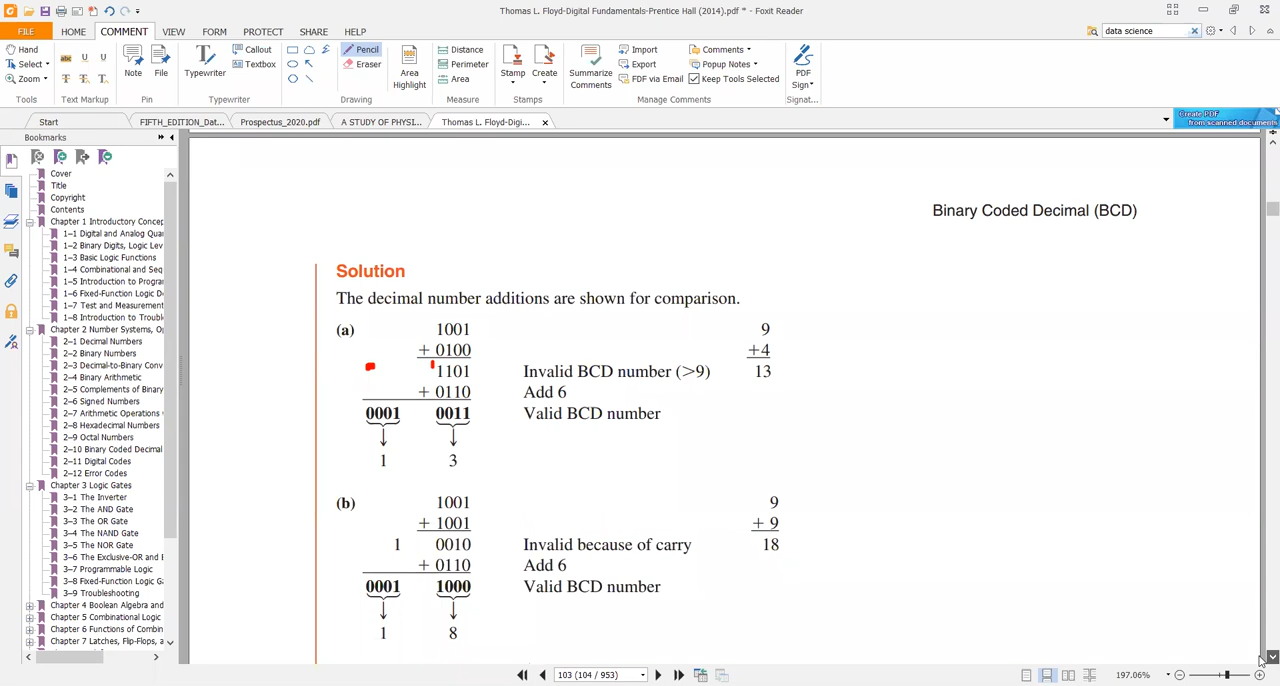 Thomas L. Floyd-Digital Fundamentals-Prentice Hall (2014).pdf * - Foxit Reader
FILE HOME COMMENT VIEW FORM PROTECT SHARE HELP
data science
Hand
Select
Zoom
Tools
Text Markup
Note
File
Pin
Typewriter
Callout
Textbox
Typewriter
Pencil
Eraser
Drawing
Area Highlight
Distance
Perimeter
Area
Measure
Stamp
Create
Stamps
Summarize Comments
Import
Export
FDF via Email
Comments
Popup Notes
Keep Tools Selected
Manage Comments
PDF Sign
Signat...
Start
FIFTH_EDITION_Dat...
Prospectus_2020.pdf
A STUDY OF PHYSI...
Thomas L. Floyd-Digi...
Create PDF
from scanned documents
Bookmarks
Cover
Title
Copyright
Contents
Chapter 1 Introductory Concep
1-1 Digital and Analog Qua
1-2 Binary Digits, Logic Lev
1-3 Basic Logic Functions
1-4 Combinational and Seq
1-5 Introduction to Progra
1-6 Fixed-Function Logic D
1-7 Test and Measurement
1-8 Introduction to Troubl
Chapter 2 Number Systems, Op
2-1 Decimal Numbers
2-2 Binary Numbers
2-3 Decimal-to-Binary Conv
2-4 Binary Arithmetic
2-5 Complements of Binary
2-6 Signed Numbers
2-7 Arithmetic Operations
2-8 Hexadecimal Numbers
2-9 Octal Numbers
2-10 Binary Coded Decimal
2-11 Digital Codes
2-12 Error Codes
Chapter 3 Logic Gates
3-1 The Inverter
3-2 The AND Gate
3-3 The OR Gate
3-4 The NAND Gate
3-5 The NOR Gate
3-6 The Exclusive-OR and E
3-7 Programmable Logic
3-8 Fixed-Function Logic Ga
3-9 Troubleshooting
Chapter 4 Boolean Algebra and
Chapter 5 Combinational Logic
Chapter 6 Functions of Combin
Chapter 7 Latches, Flip-Flops, a
Binary Coded Decimal (BCD)
Solution
The decimal number additions are shown for comparison.
(a) 1001 9
+ 0100 +4
1101 Invalid BCD number (>9) 13
+ 0110 Add 6
0001 0011 Valid BCD number
1 3
(b) 1001 9
+ 1001 + 9
1 0010 Invalid because of carry 18
+ 0110 Add 6
0001 1000 Valid BCD number
1 8
103 (104 / 953)
197.06%